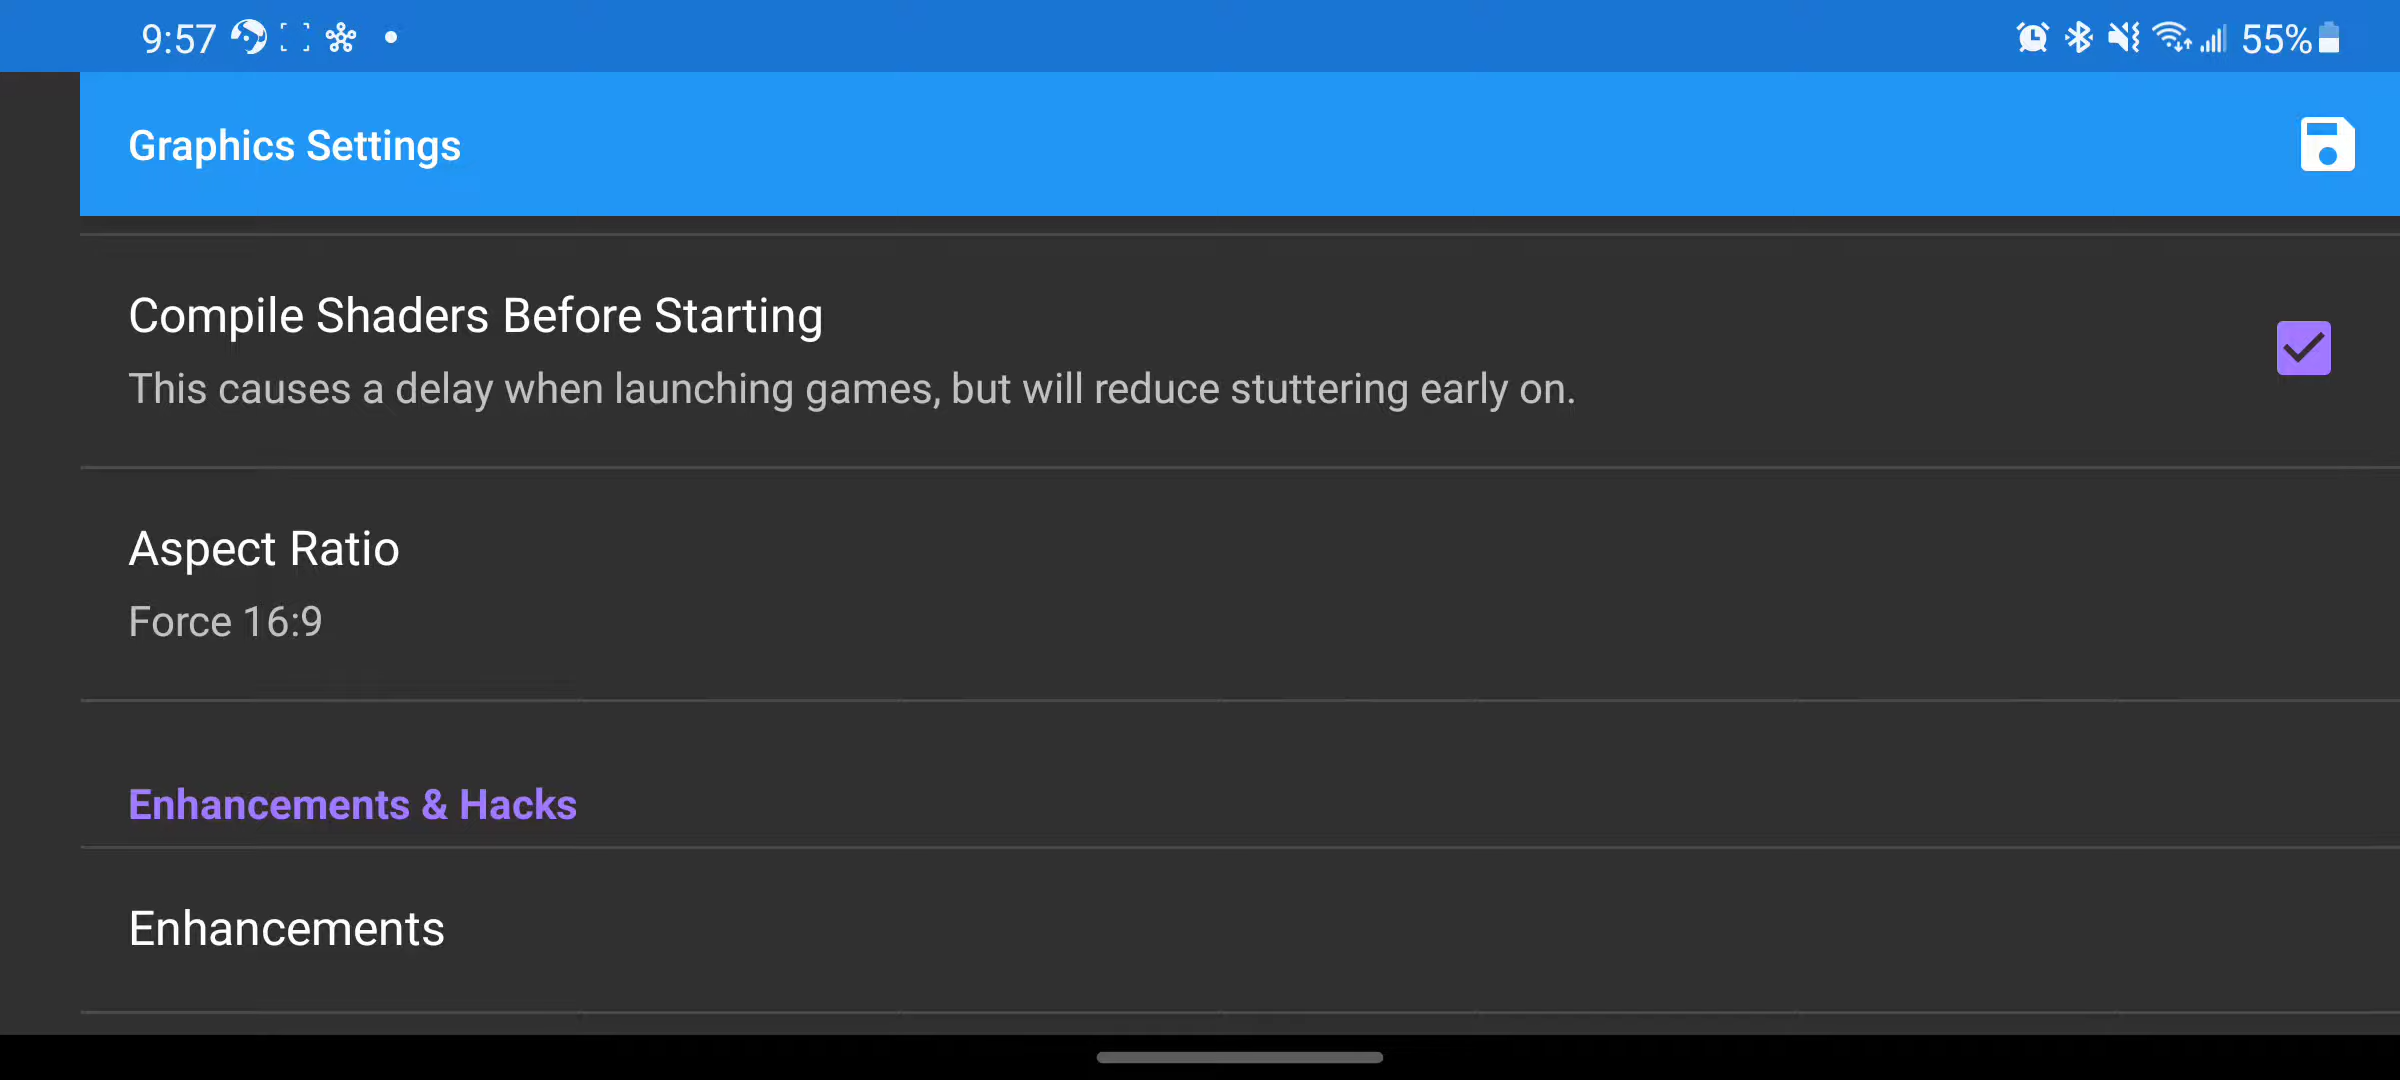 9:57
55%
Graphics Settings
Compile Shaders Before Starting
This causes a delay when launching games, but will reduce stuttering early on.
Aspect Ratio
Force 16:9
Enhancements & Hacks
Enhancements